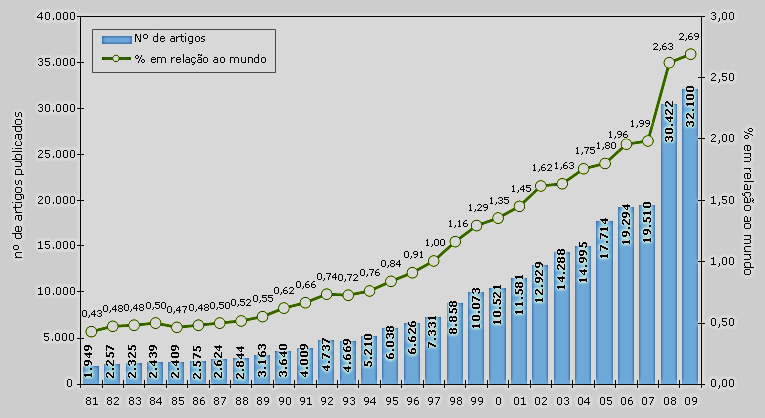 40.000
35.000
30.000
25.000
20.000
15.000
10.000
5.000
0
nº de artigos publicados
Nº de artigos
% em relação ao mundo
3,00
2,50
2,00
1,50
1,00
0,50
0,00
% em relação ao mundo
0,43 0,48 0,48 0,50 0,47 0,48 0,50 0,52 0,55 0,62 0,66 0,74 0,72 0,76 0,84 0,91 1,00 1,16 1,29 1,35 1,45 1,62 1,63 1,75 1,80 1,96 1,99 2,63 2,69
1.949 2.257 2.325 2.439 2.409 2.575 2.624 2.844 3.163 3.640 4.009 4.737 4.669 5.210 6.038 6.626 7.331 8.858 10.073 10.521 11.581 12.929 14.288 14.995 17.714 19.294 19.510 30.422 32.100
81 82 83 84 85 86 87 88 89 90 91 92 93 94 95 96 97 98 99 0 01 02 03 04 05 06 07 08 09